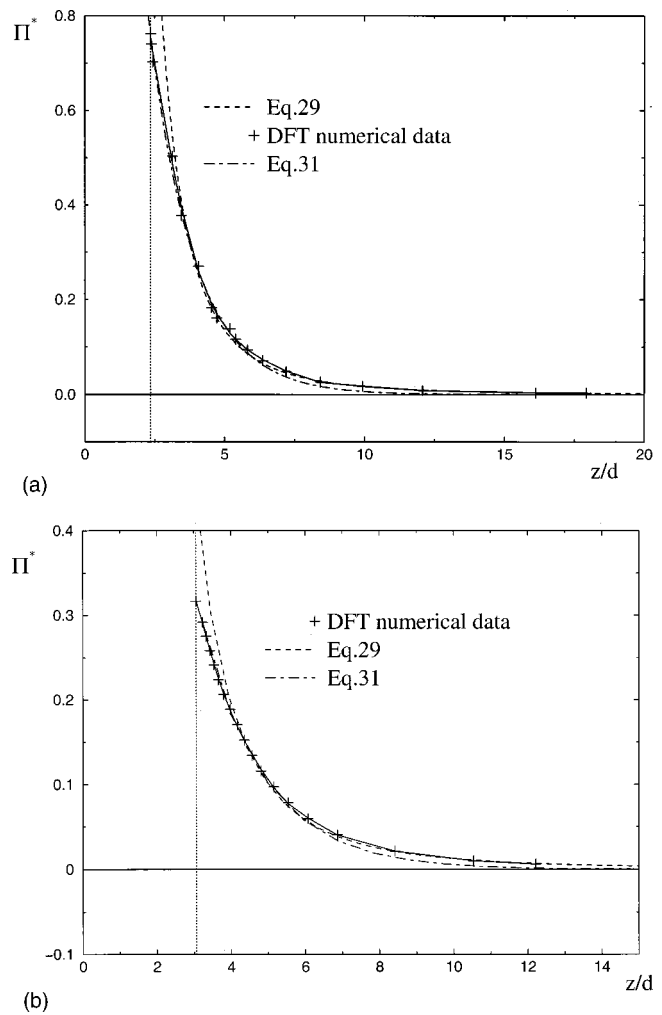 Π*
0.8
0.6
0.4
0.2
0.0
Eq.29
DFT numerical data
Eq.31
0 5 10 15 20
z/d
(a)
Π*
0.4
0.3
0.2
0.1
0
−0.1
DFT numerical data
Eq.29
Eq.31
0 2 4 6 8 10 12 14
z/d
(b)